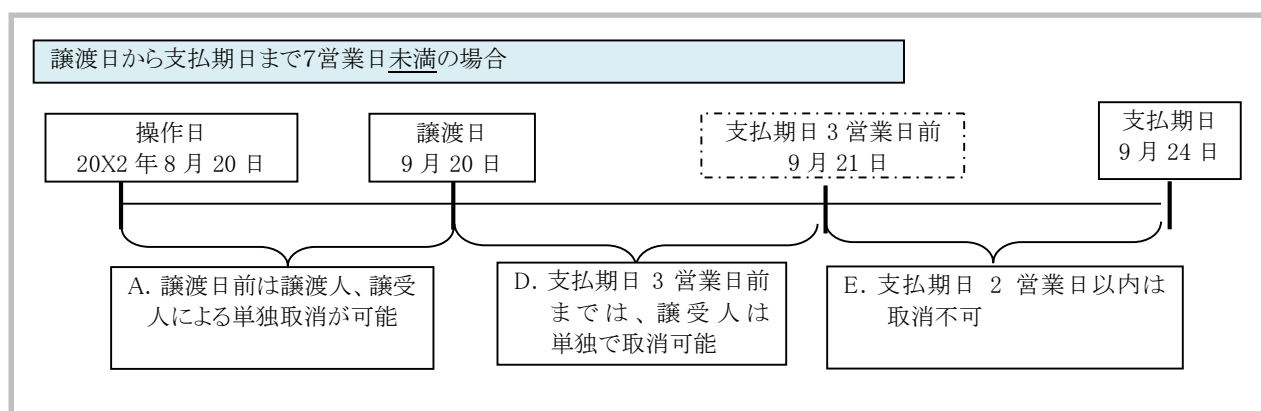 譲渡日から支払期日まで7営業日未満の場合
操作日
20X2 年 8 月 20 日
譲渡日
9 月 20 日
支払期日 3 営業日前
9 月 21 日
支払期日
9 月 24 日
A. 譲渡日前は譲渡人、譲受
人による単独取消が可能
D. 支払期日 3 営業日前
までは、譲受人は
単独で取消可能
E. 支払期日 2 営業日以内は
取消不可